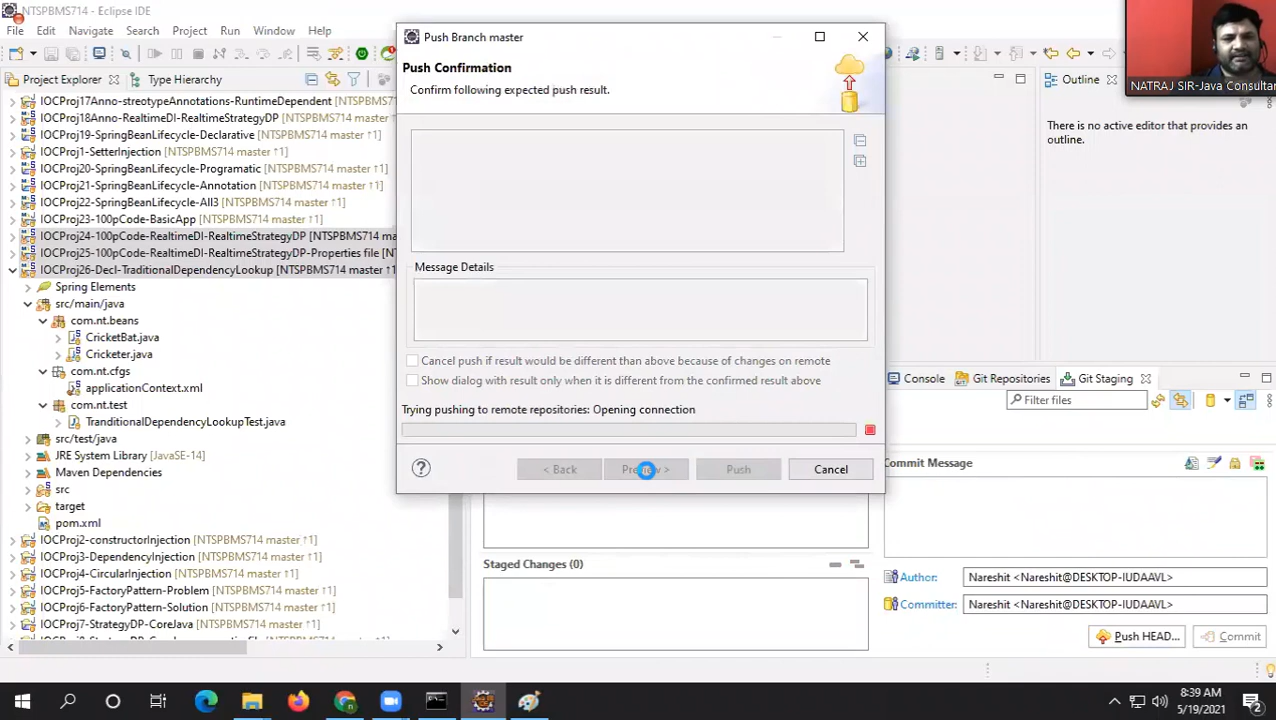 NTSPBMS714 - Eclipse IDE
File Edit Navigate Search Project Run Window Help
Project Explorer Type Hierarchy
IOCProj17Anno-streotypeAnnotations-RuntimeDependent [NTSPBMS714
IOCProj18Anno-RealtimeDI-RealtimeStrategyDP [NTSPBMS714 master ↑1]
IOCProj19-SpringBeanLifecycle-Declarative [NTSPBMS714 master ↑1]
IOCProj1-SetterInjection [NTSPBMS714 master ↑1]
IOCProj20-SpringBeanLifecycle-Programatic [NTSPBMS714 master ↑1]
IOCProj21-SpringBeanLifecycle-Annotation [NTSPBMS714 master ↑1]
IOCProj22-SpringBeanLifecycle-All3 [NTSPBMS714 master ↑1]
IOCProj23-100pCode-BasicApp [NTSPBMS714 master ↑1]
IOCProj24-100pCode-RealtimeDI-RealtimeStrategyDP [NTSPBMS714 ma
IOCProj25-100pCode-RealtimeDI-RealtimeStrategyDP-Properties file [NT
IOCProj26-Decl-TraditionalDependencyLookup [NTSPBMS714 master ↑1
Spring Elements
src/main/java
com.nt.beans
CricketBat.java
Cricketer.java
com.nt.cfgs
applicationContext.xml
com.nt.test
TranditionalDependencyLookupTest.java
src/test/java
JRE System Library [JavaSE-14]
Maven Dependencies
src
target
pom.xml
IOCProj2-constructorInjection [NTSPBMS714 master ↑1]
IOCProj3-DependencyInjection [NTSPBMS714 master ↑1]
IOCProj4-CircularInjection [NTSPBMS714 master ↑1]
IOCProj5-FactoryPattern-Problem [NTSPBMS714 master ↑1]
IOCProj6-FactoryPattern-Solution [NTSPBMS714 master ↑1]
IOCProj7-StrategyDP-CoreJava [NTSPBMS714 master ↑1]
Push Branch master
Push Confirmation
Confirm following expected push result.
Message Details
Cancel push if result would be different than above because of changes on remote
Show dialog with result only when it is different from the confirmed result above
Trying pushing to remote repositories: Opening connection
< Back Preview > Push Cancel
NATRAJ SIR-Java Consultan
Outline
There is no active editor that provides an
outline.
Console Git Repositories Git Staging
Filter files
Commit Message
Staged Changes (0)
Author: Nareshit <Nareshit@DESKTOP-IUDAAVL>
Committer: Nareshit <Nareshit@DESKTOP-IUDAAVL>
Push HEAD... Commit
8:39 AM
5/19/2021
2